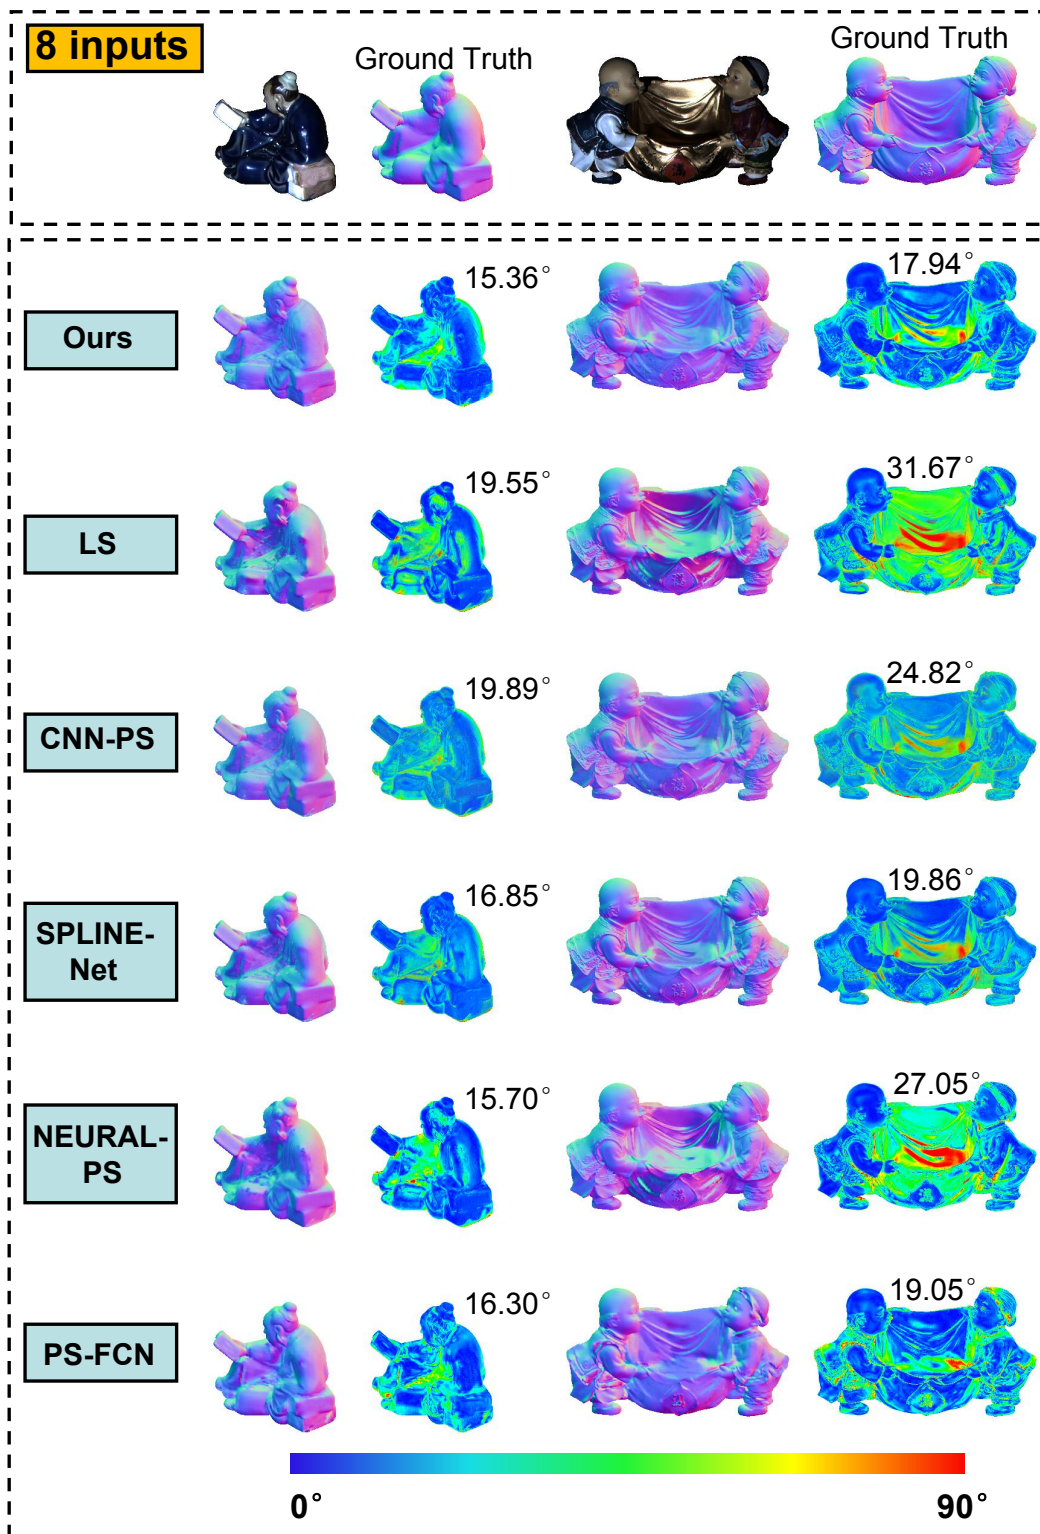 8 inputs
Ground Truth
Ground Truth
Ours
15.36°
17.94°
LS
19.55°
31.67°
CNN-PS
19.89°
24.82°
SPLINE-
Net
16.85°
19.86°
NEURAL-
PS
15.70°
27.05°
PS-FCN
16.30°
19.05°
0°
90°